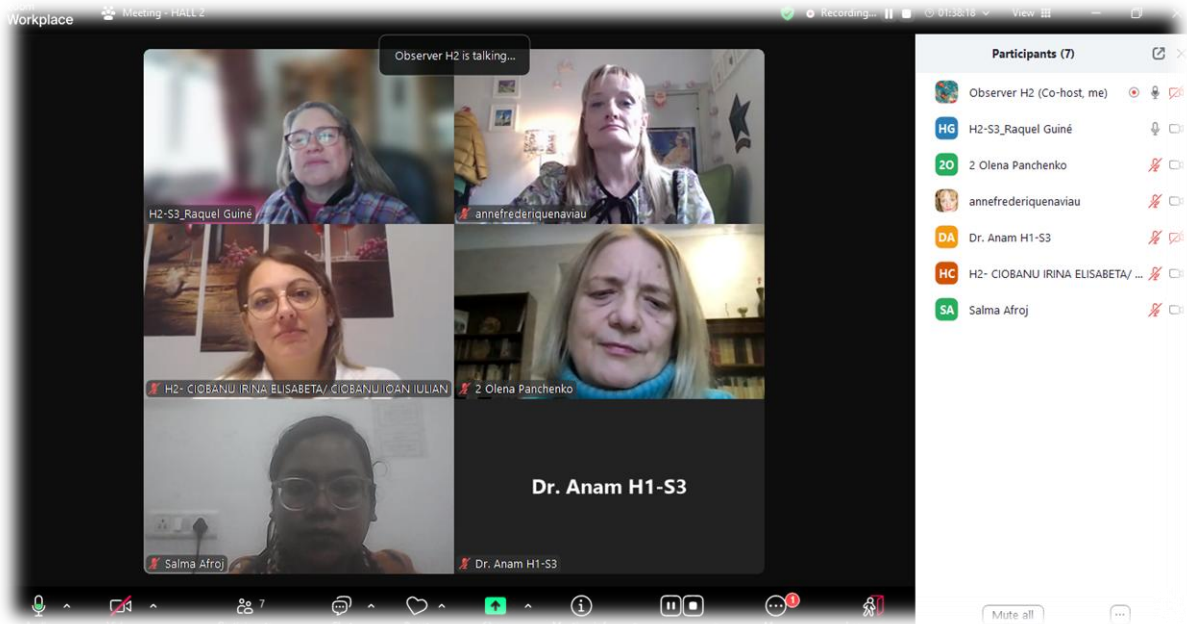 Workplace
Meeting - HALL 2
Recording...
01:38:18
View
Observer H2 is talking...
H2-S3_Raquel Guiné
annefrederiquenaviau
H2- CIOBANU IRINA ELISABETA/ CIOBANU IOAN IULIAN
2 Olena Panchenko
Dr. Anam H1-S3
Salma Afroj
Dr. Anam H1-S3
7
1
Participants (7)
Observer H2 (Co-host, me)
HG H2-S3_Raquel Guiné
2O 2 Olena Panchenko
annefrederiquenaviau
DA Dr. Anam H1-S3
HC H2- CIOBANU IRINA ELISABETA/ ...
SA Salma Afroj
Mute all
...